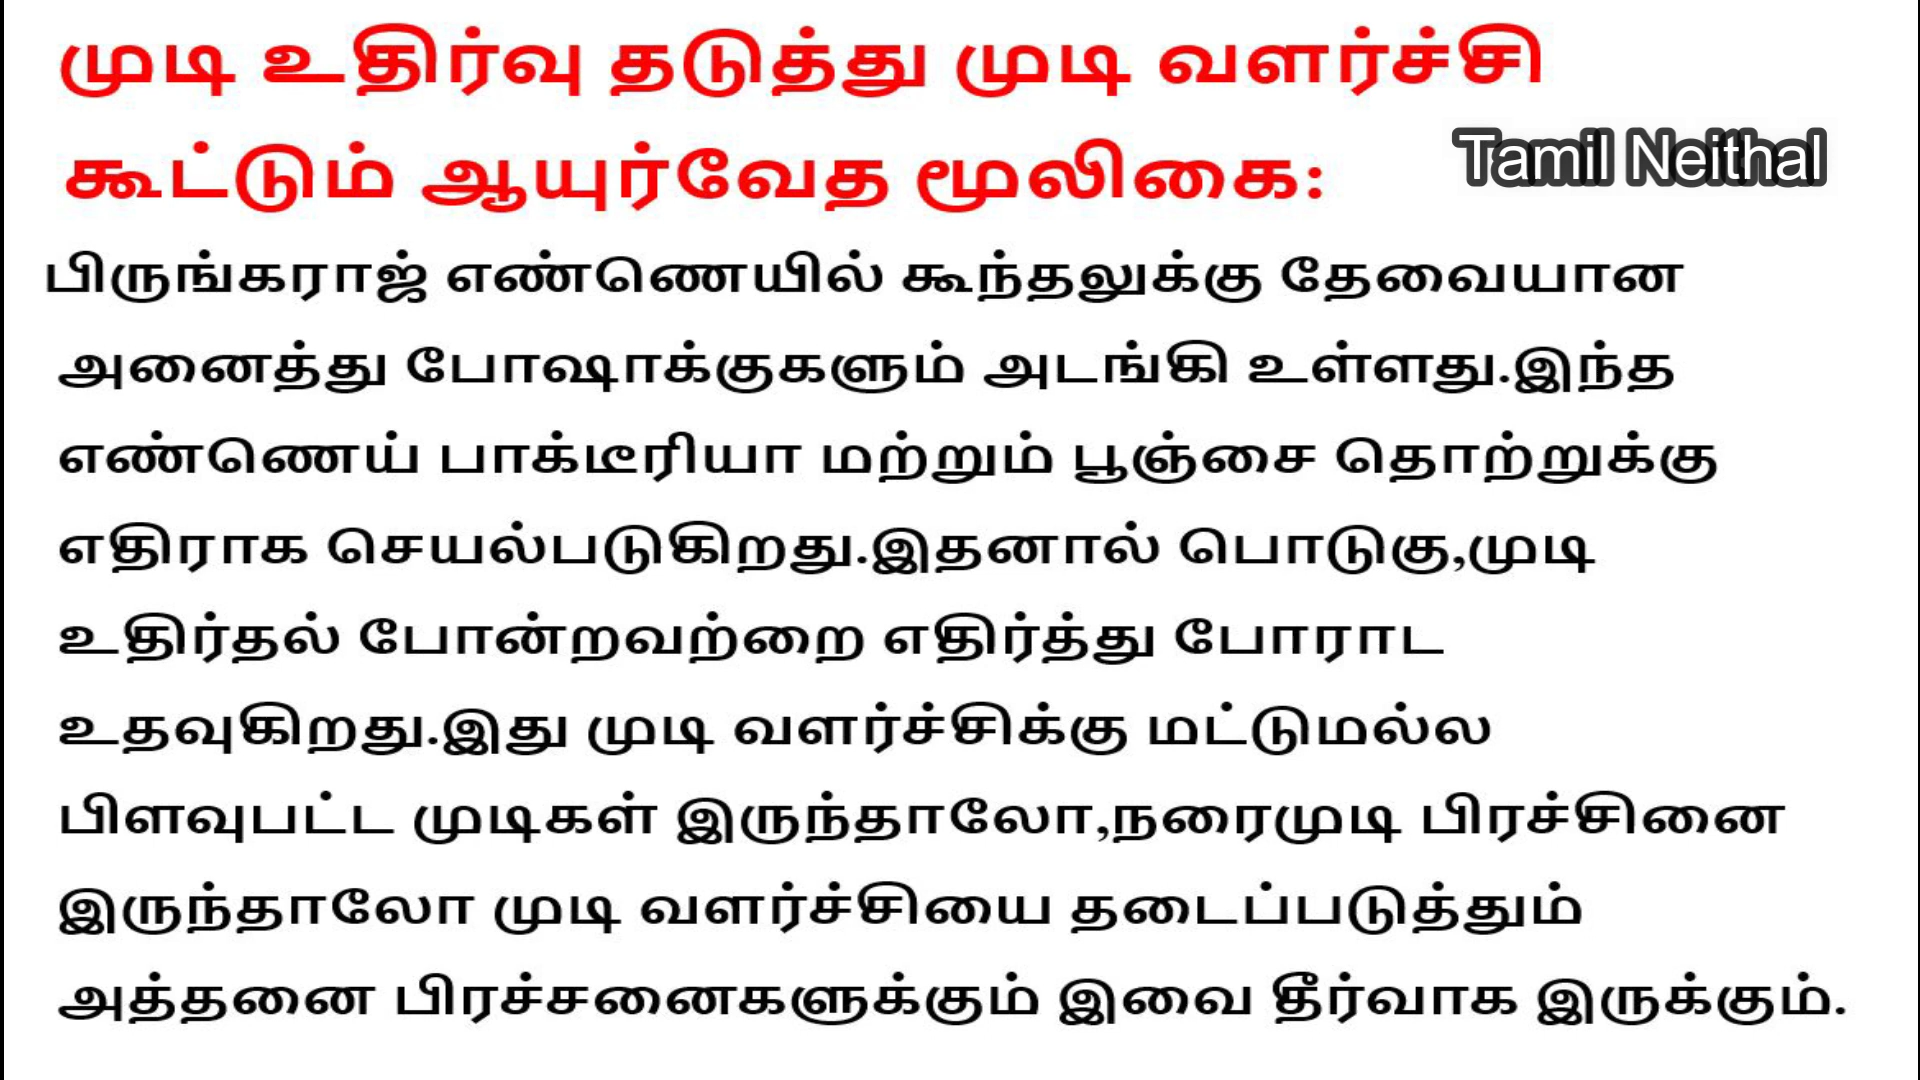 முடி உதிர்வு தடுத்து முடி வளர்ச்சி
கூட்டும் ஆயுர்வேத மூலிகை:
Tamil Neithal
பிருங்கராஜ் எண்ணெயில் கூந்தலுக்கு தேவையான
அனைத்து போஷாக்குகளும் அடங்கி உள்ளது.இந்த
எண்ணெய் பாக்டீரியா மற்றும் பூஞ்சை தொற்றுக்கு
எதிராக செயல்படுகிறது.இதனால் பொடுகு,முடி
உதிர்தல் போன்றவற்றை எதிர்த்து போராட
உதவுகிறது.இது முடி வளர்ச்சிக்கு மட்டுமல்ல
பிளவுபட்ட முடிகள் இருந்தாலோ,நரைமுடி பிரச்சினை
இருந்தாலோ முடி வளர்ச்சியை தடைப்படுத்தும்
அத்தனை பிரச்சனைகளுக்கும் இவை தீர்வாக இருக்கும்.